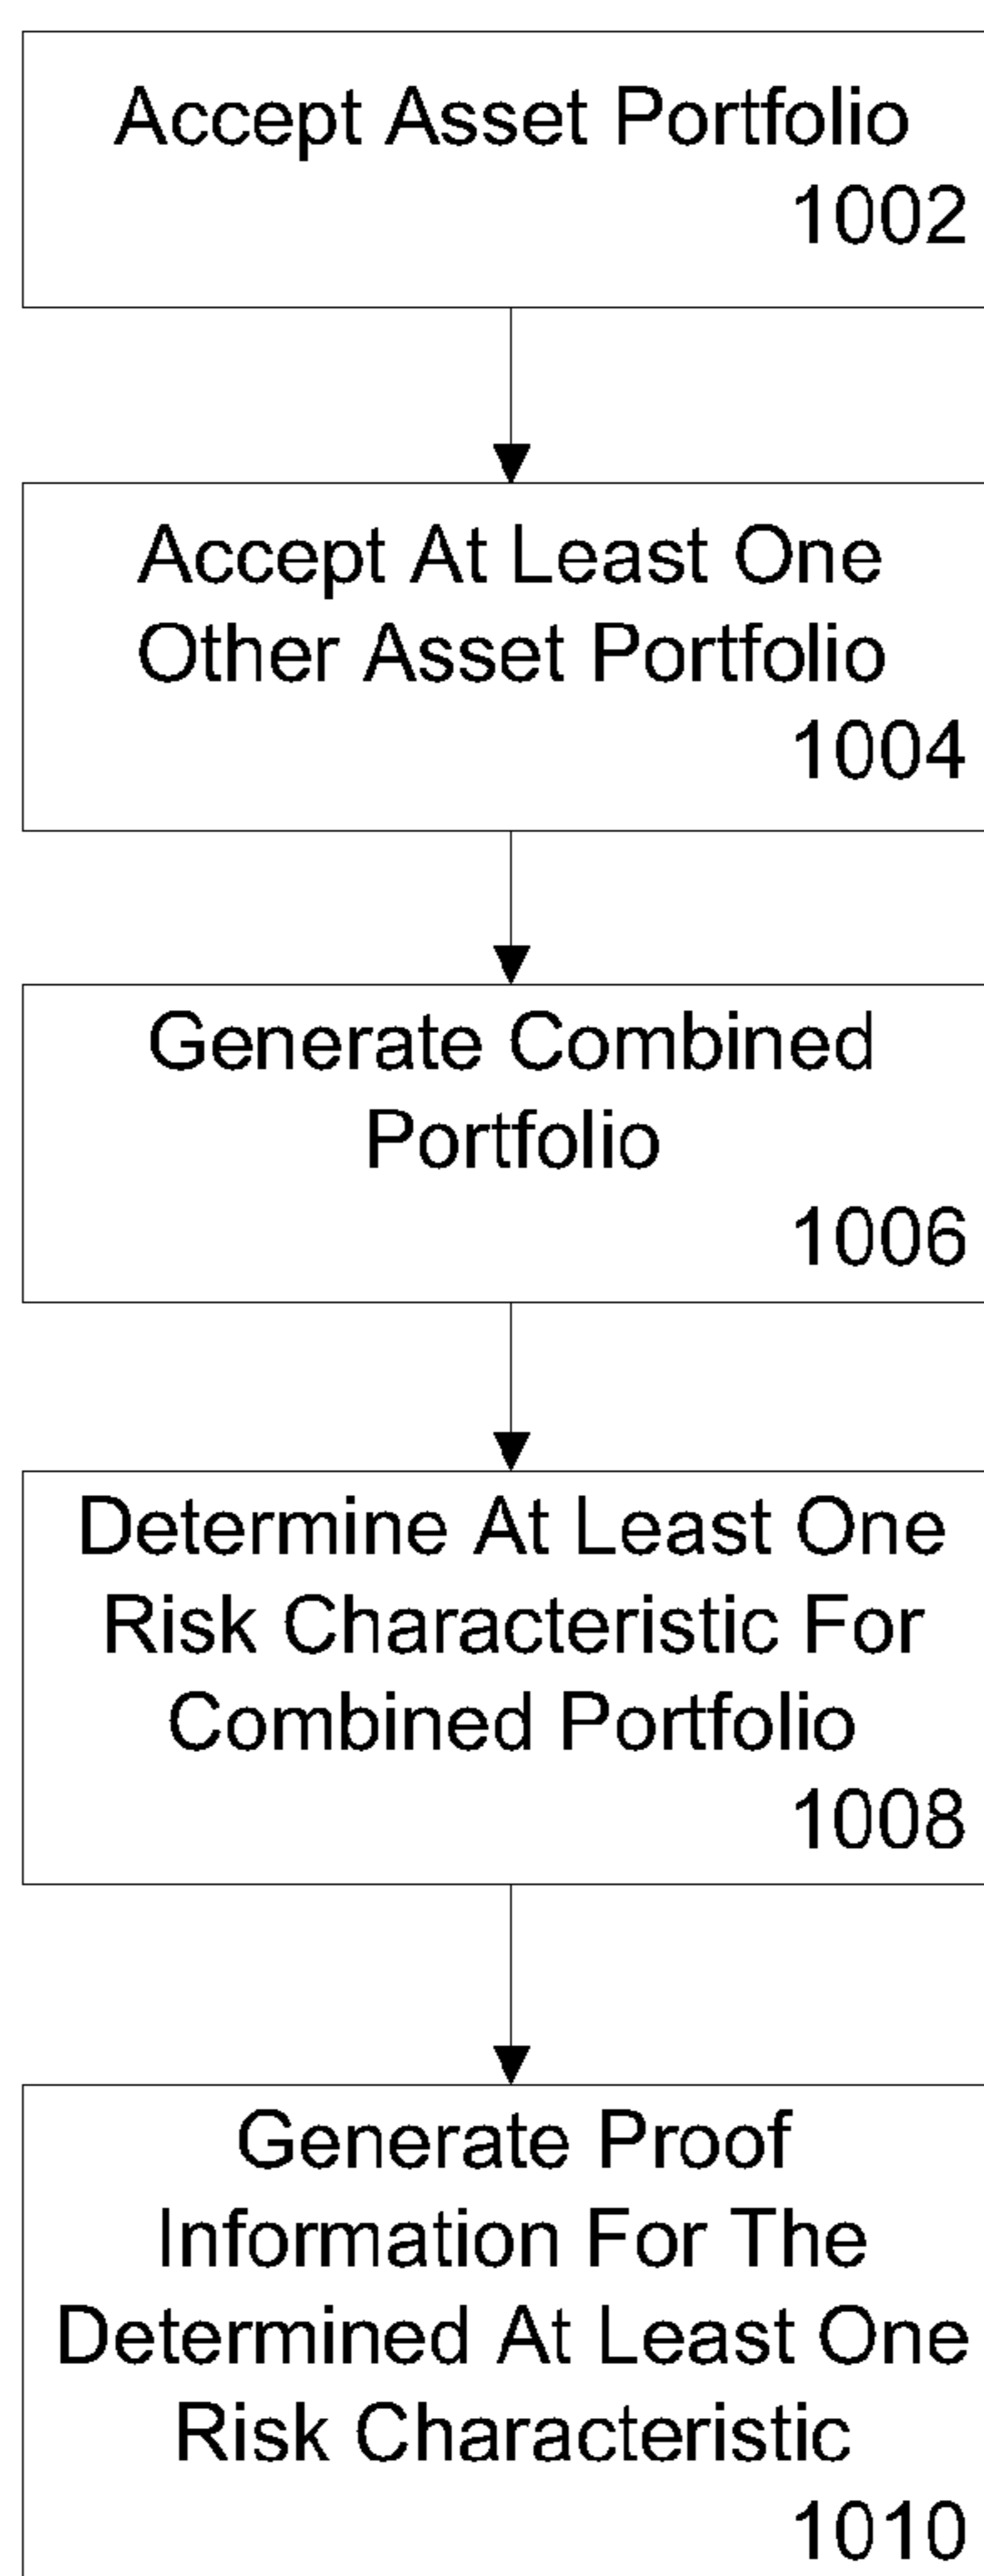 Accept Asset Portfolio
1002
Accept At Least One
Other Asset Portfolio
1004
Generate Combined
Portfolio
1006
Determine At Least One
Risk Characteristic For
Combined Portfolio
1008
Generate Proof
Information For The
Determined At Least One
Risk Characteristic
1010